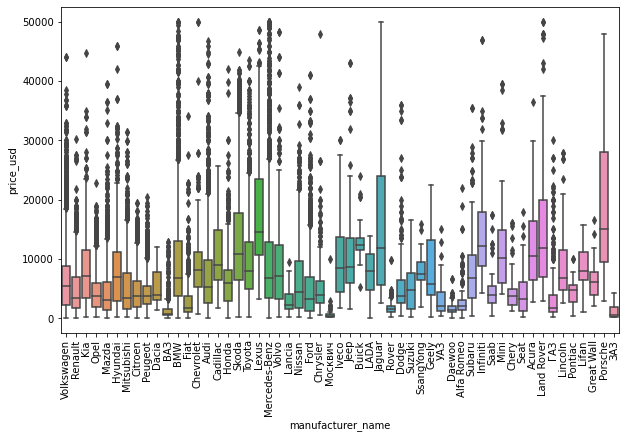 50000
40000
30000
20000
10000
0
price_usd
Volkswagen
Renault
Kia
Opel
Mazda
Hyundai
Mitsubishi
Citroen
Peugeot
Dacia
ВАЗ
BMW
Fiat
Chevrolet
Audi
Cadillac
Honda
Skoda
Toyota
Lexus
Mercedes-Benz
Volvo
Lancia
Nissan
Ford
Chrysler
Москвич
Iveco
Jeep
Buick
LADA
Jaguar
Rover
Dodge
Suzuki
SsangYong
Geely
УАЗ
Daewoo
Alfa Romeo
Subaru
Infiniti
Saab
Mini
Chery
Seat
Acura
Land Rover
ГАЗ
Lincoln
Pontiac
Lifan
Great Wall
Porsche
ЗАЗ
manufacturer_name